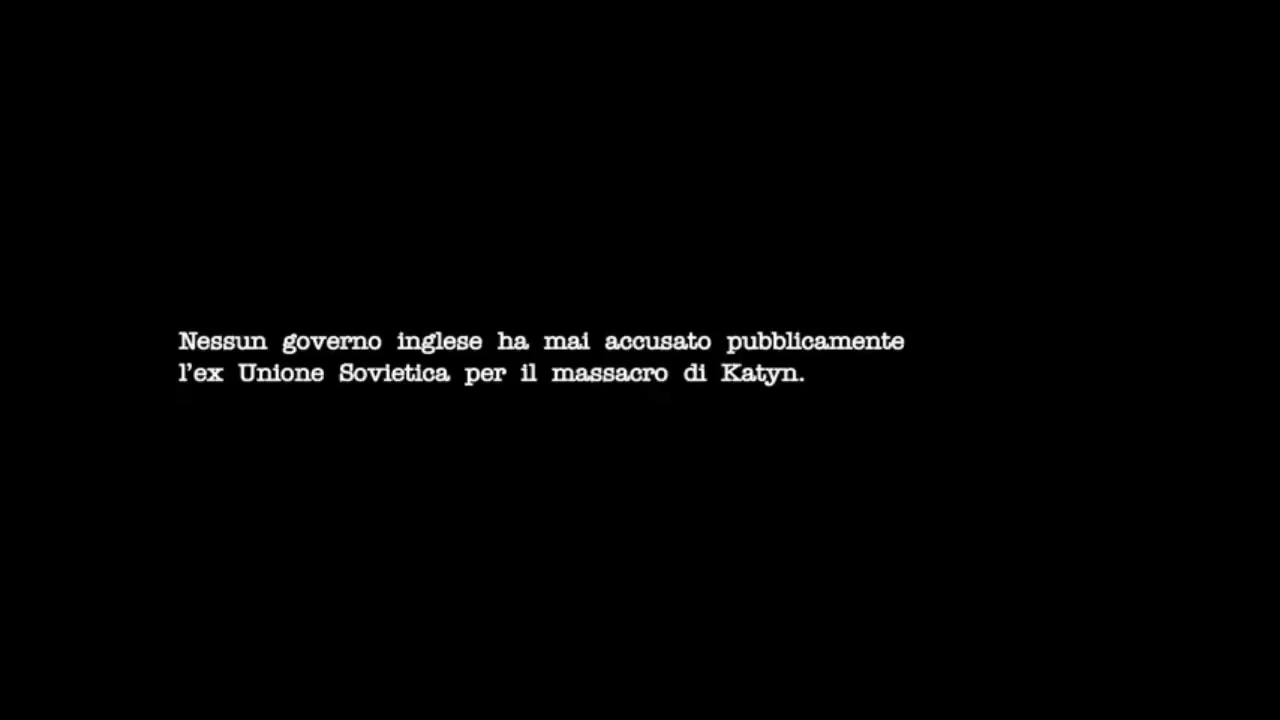 Nessun governo inglese ha mai accusato pubblicamente
l'ex Unione Sovietica per il massacro di Katyn.